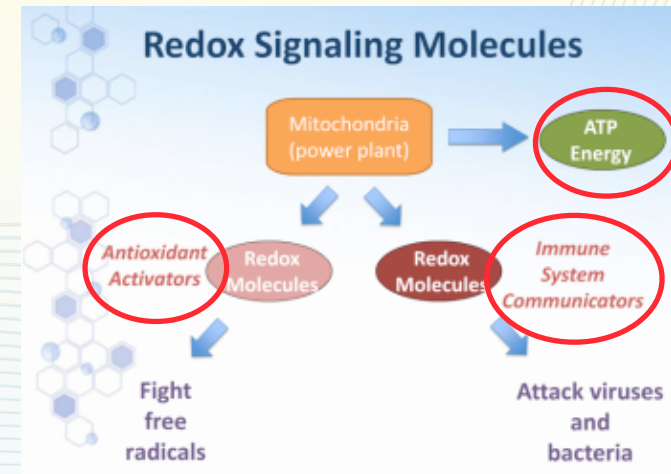 Redox Signaling Molecules
Mitochondria
(power plant)
ATP
Energy
Antioxidant
Activators
Redox
Molecules
Redox
Molecules
Immune
System
Communicators
Fight
free
radicals
Attack viruses
and
bacteria